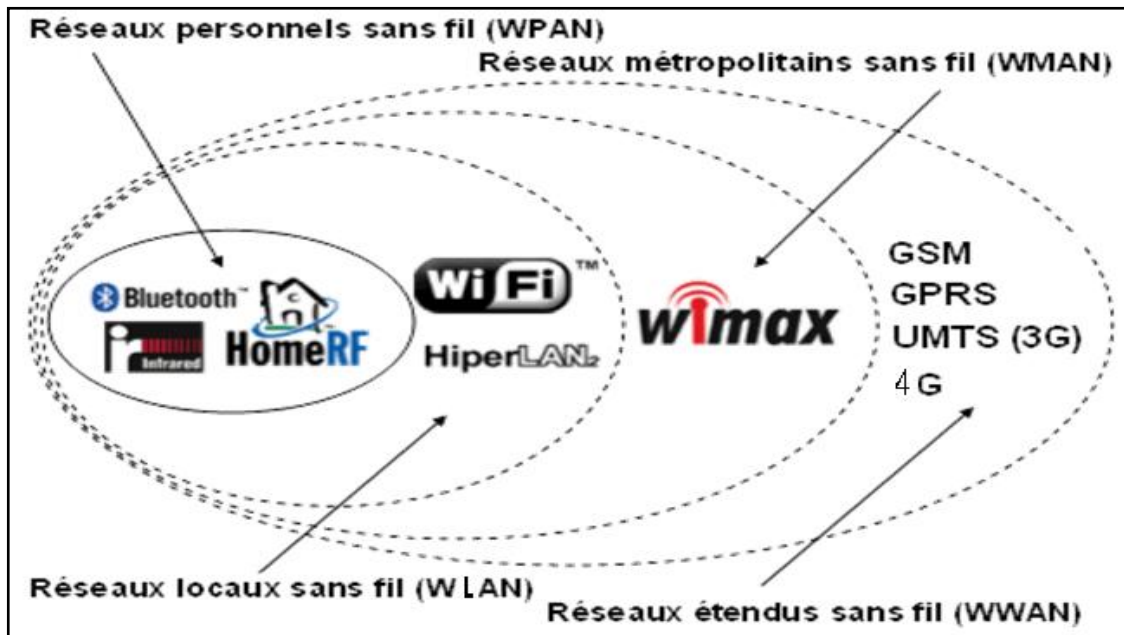 Réseaux personnels sans fil (WPAN)
Réseaux métropolitains sans fil (WMAN)
Bluetooth™
Infrared
HomeRF™
WiFi™
HiperLAN2
wimax
GSM
GPRS
UMTS (3G)
4G
Réseaux locaux sans fil (WLAN)
Réseaux étendus sans fil (WWAN)